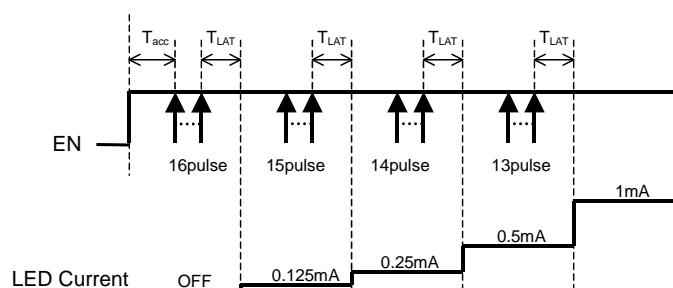 Tacc TLAT TLAT TLAT TLAT
EN
16pulse 15pulse 14pulse 13pulse
1mA
0.5mA
0.25mA
0.125mA
LED Current OFF